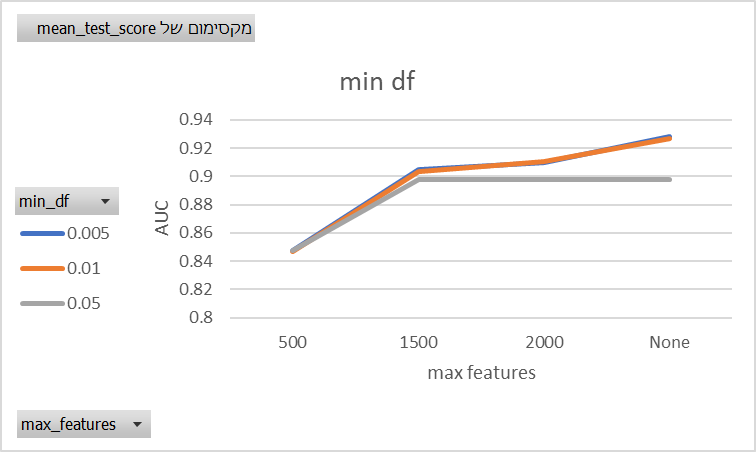 מקסימום של mean_test_score
min df
0.94
0.92
0.9
0.88
0.86
0.84
0.82
0.8
AUC
500 1500 2000 None
max features
min_df
0.005
0.01
0.05
max_features